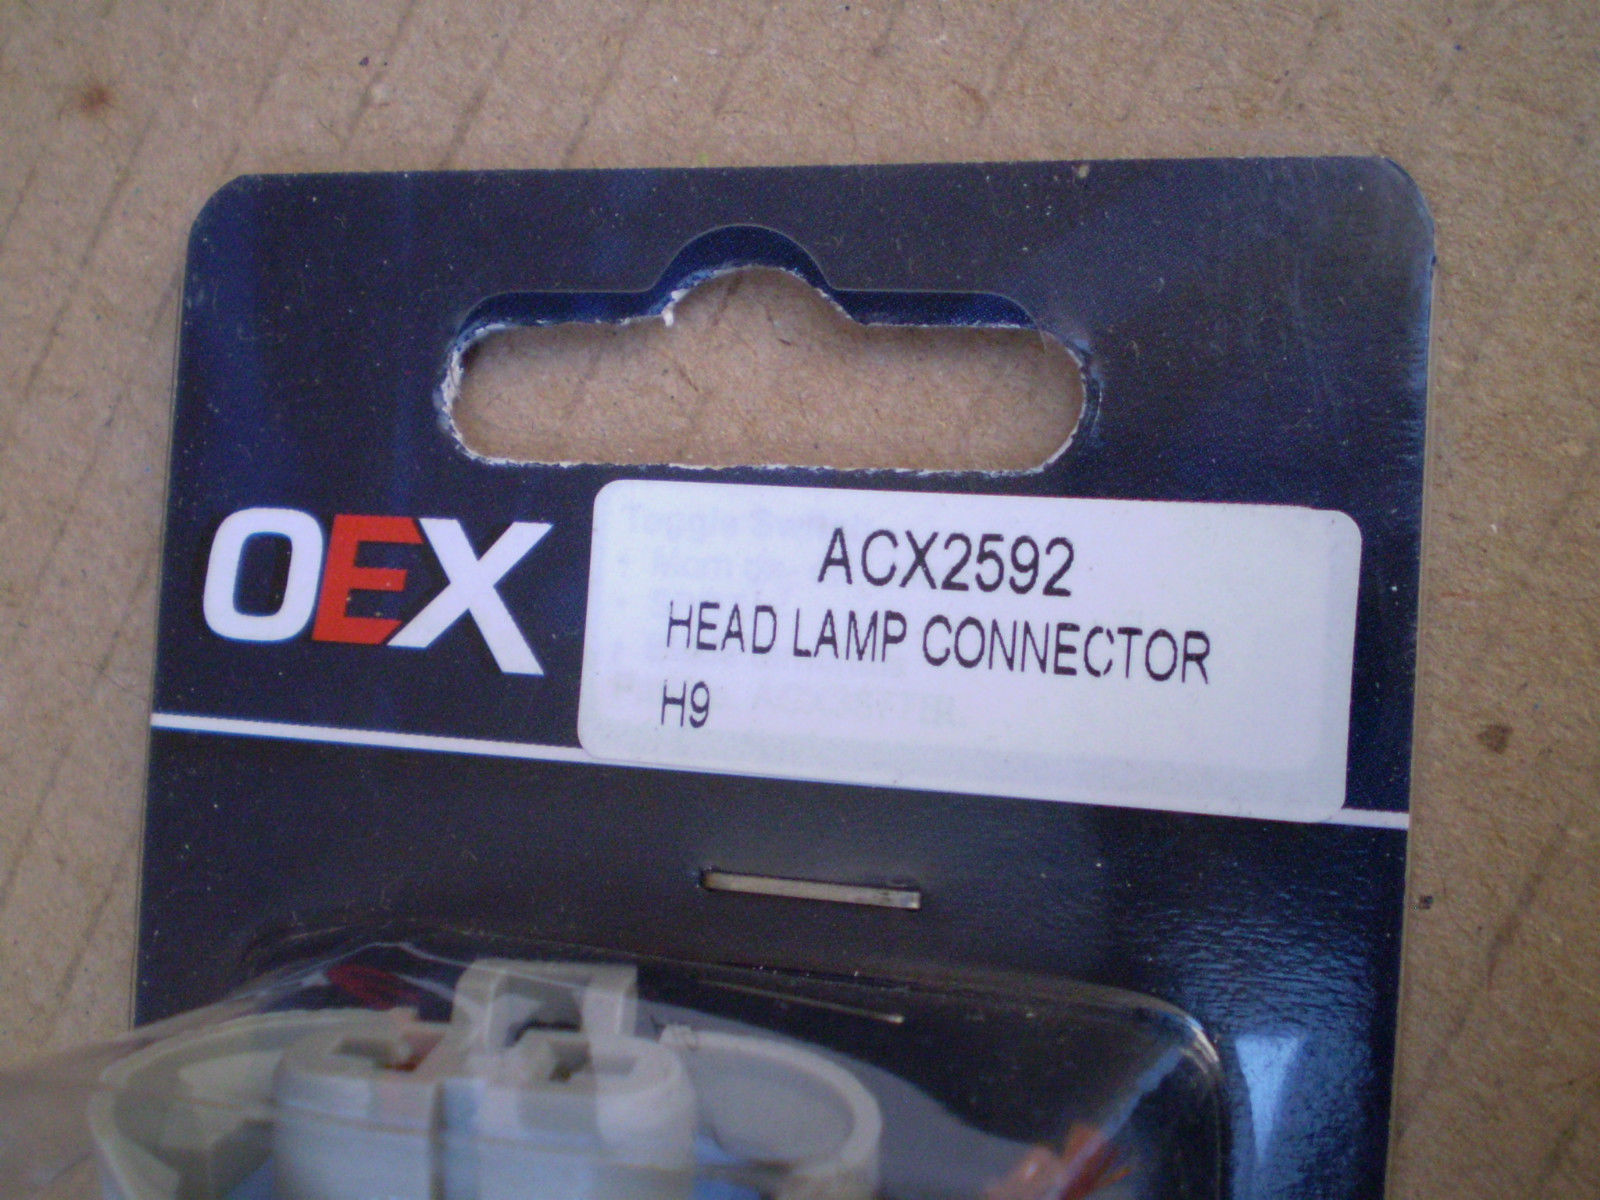 OEX
ACX2592
HEAD LAMP CONNECTOR
H9